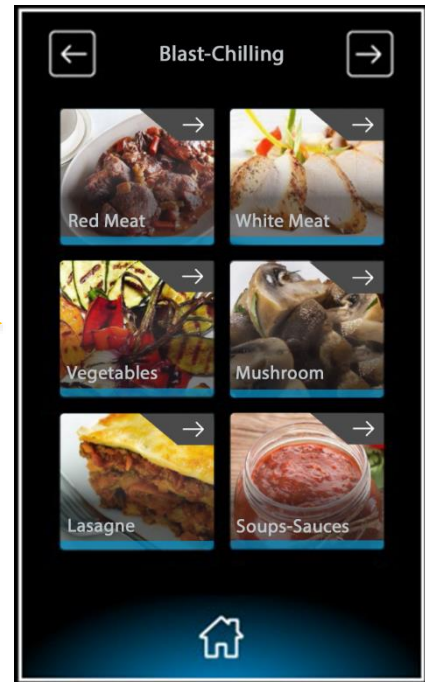 Blast-Chilling
Red Meat
White Meat
Vegetables
Mushroom
Lasagne
Soups-Sauces